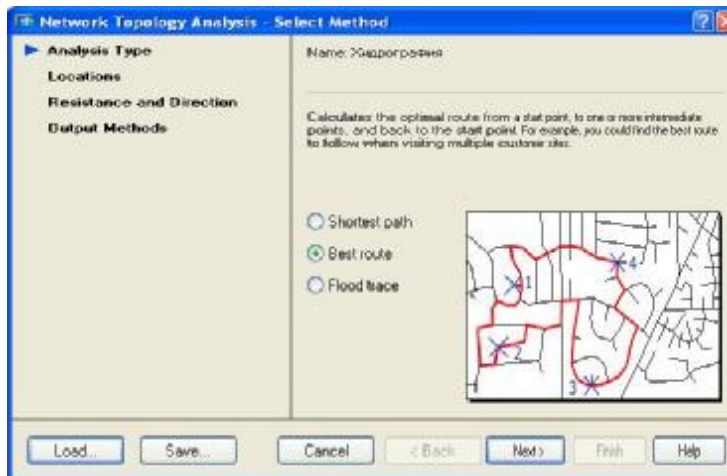 Network Topology Analysis - Select Method
Analysis Type
Locations
Resistance and Direction
Output Methods
Name: Хидрография
Calculates the optimal route from a start point, to one or more intermediate
points, and back to the start point. For example, you could find the best route
to follow when visiting multiple customer sites.
Shortest path
Best route
Flood trace
1
2
3
4
Load...
Save...
Cancel
< Back
Next >
Finish
Help